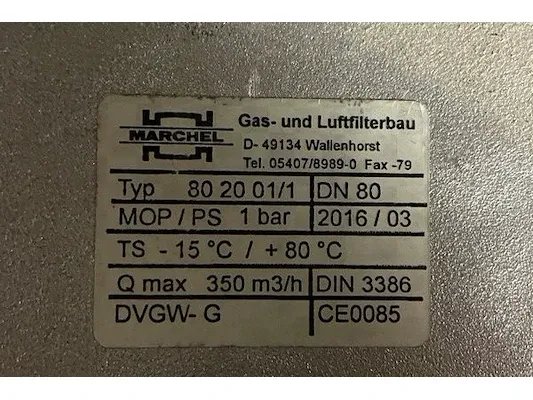 MARCHEL
Gas- und Luftfilterbau
D- 49134 Wallenhorst
Tel. 05407/8989-0 Fax -79
Typ 80 20 01/1 DN 80
MOP / PS 1 bar 2016 / 03
TS - 15 °C / + 80 °C
Q max 350 m3/h DIN 3386
DVGW- G CE0085